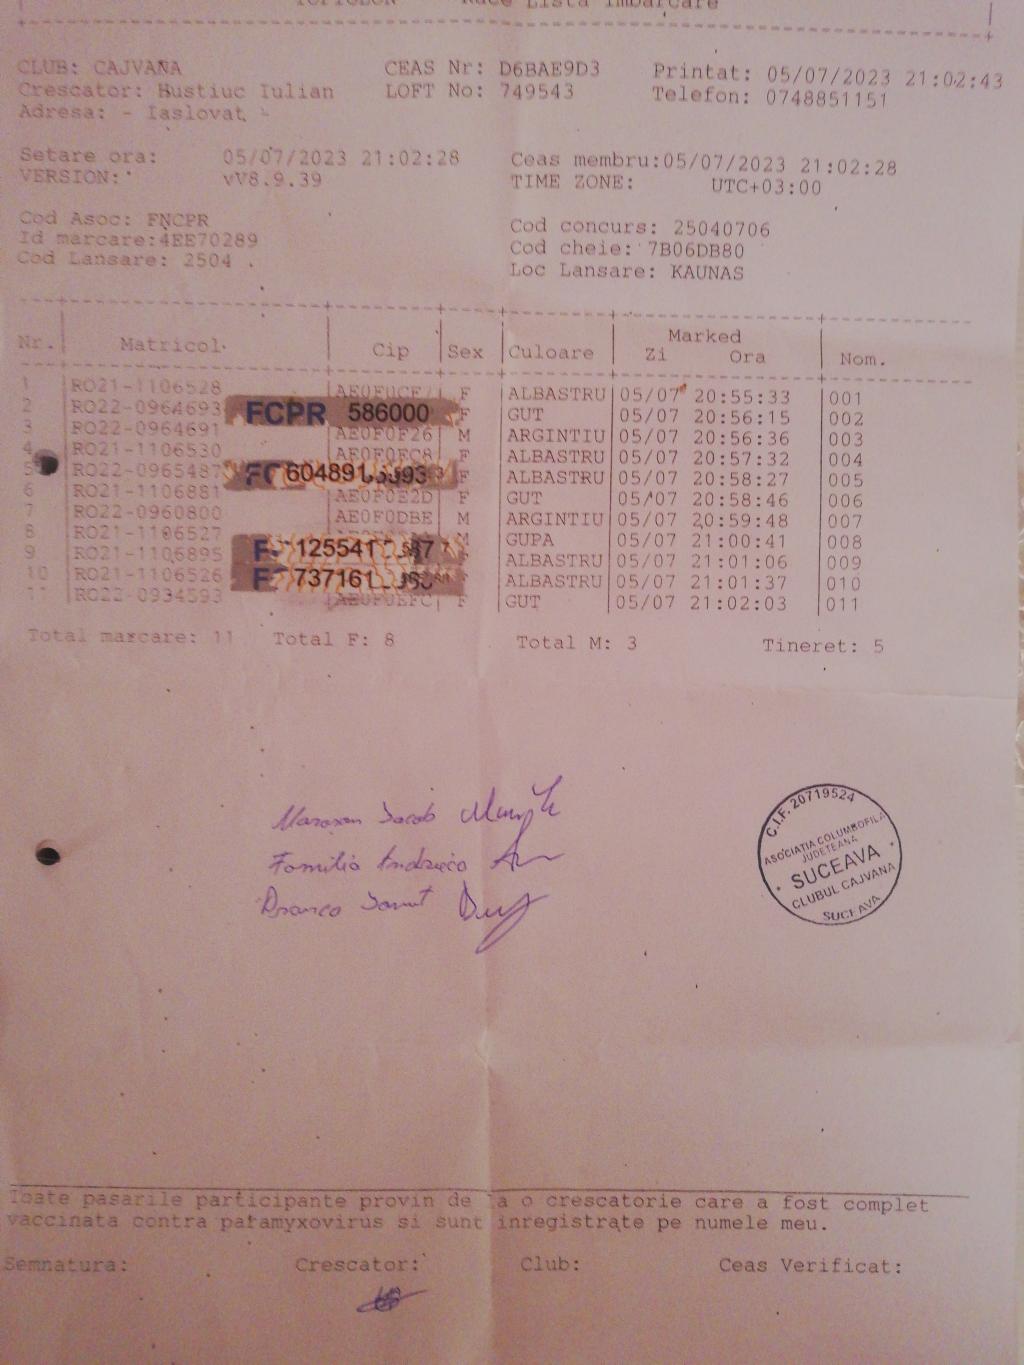 Race Lista Imbarcare
CLUB: CAJVANA CEAS Nr: D6BAE9D3 Printat: 05/07/2023 21:02:43
Crescator: Hustiuc Iulian LOFT No: 749543 Telefon: 0748851151
Adresa: - Iaslovat -
Setare ora: 05/07/2023 21:02:28 Ceas membru:05/07/2023 21:02:28
VERSION: vV8.9.39 TIME ZONE: UTC+03:00
Cod Asoc: FNCPR Cod concurs: 25040706
Id marcare:4EE70289 Cod cheie: 7B06DB80
Cod Lansare: 2504 Loc Lansare: KAUNAS
Marked
Nr. Matricol Cip Sex Culoare Zi Ora Nom.
1 RO21-1106528 F ALBASTRU 05/07 20:55:33 001
2 RO22-0964693 FCPR 586000 F GUT 05/07 20:56:15 002
3 RO22-0964691 AE0F0F26 M ARGINTIU 05/07 20:56:36 003
4 RO21-1106530 AE0F0EC8 F ALBASTRU 05/07 20:57:32 004
5 RO22-0965487 604891 F ALBASTRU 05/07 20:58:27 005
6 RO21-1106881 AE0F0E2D F GUT 05/07 20:58:46 006
7 RO22-0960800 AE0F0DBE M ARGINTIU 05/07 20:59:48 007
8 RO21-1106527 M GUPA 05/07 21:00:41 008
9 RO21-1106895 125541 ALBASTRU 05/07 21:01:06 009
10 RO21-1106526 737161 ALBASTRU 05/07 21:01:37 010
11 RO22-0934593 AE0F0EFC F GUT 05/07 21:02:03 011
Total marcare: 11 Total F: 8 Total M: 3 Tineret: 5
Familia
C.I.F. 20719524
ASOCIATIA COLUMBOFILA
JUDETEANA
SUCEAVA
CLUBUL CAJVANA
SUCEAVA
Toate pasarile participante provin de la o crescatorie care a fost complet
vaccinata contra paramyxovirus si sunt inregistrate pe numele meu.
Semnatura: Crescator: Club: Ceas Verificat: